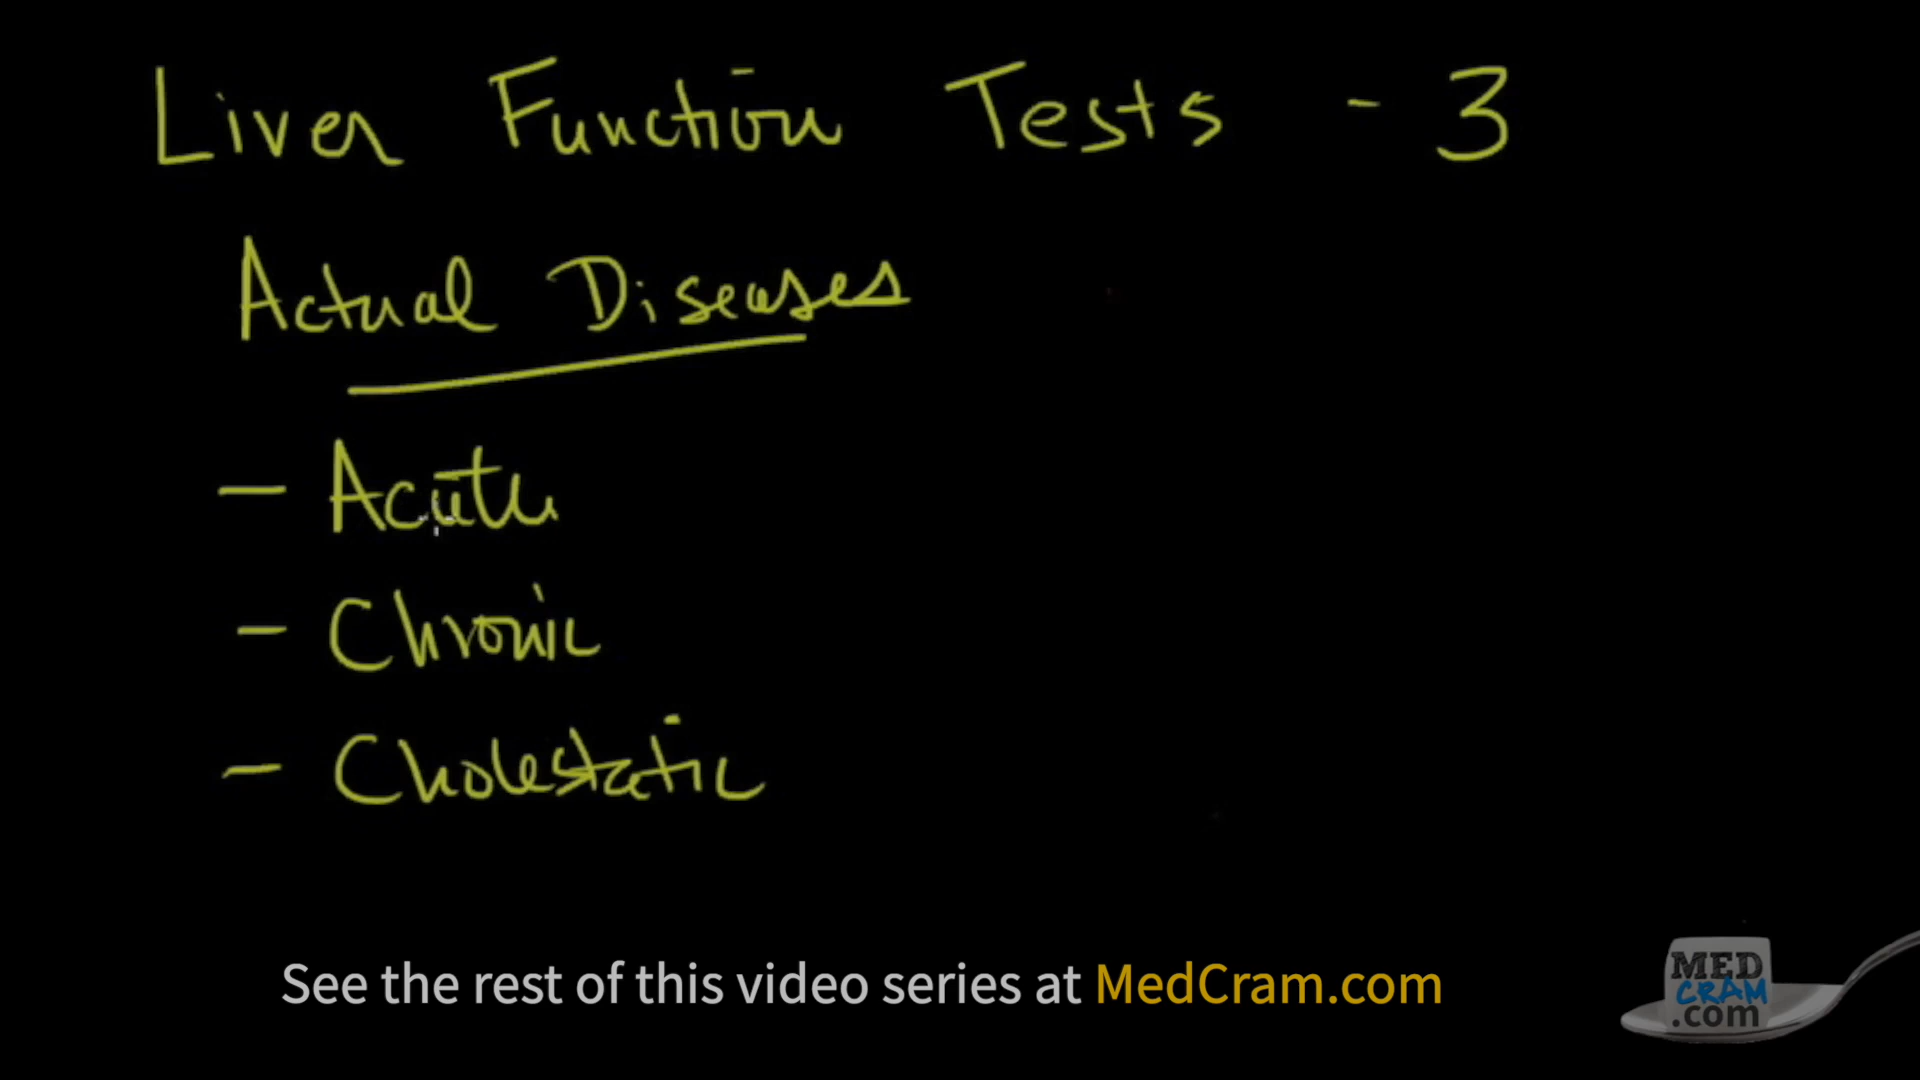 Liver Function Tests - 3
Actual Diseases
- Acute
- Chronic
- Cholestatic
See the rest of this video series at MedCram.com
MED
CRAM
.com